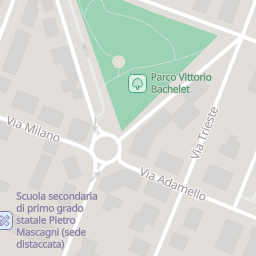 Parco Vittorio
Bachelet
Via Milano
Via Trieste
Via Adamello
Scuola secondaria
di primo grado
statale Pietro
Mascagni (sede
distaccata)